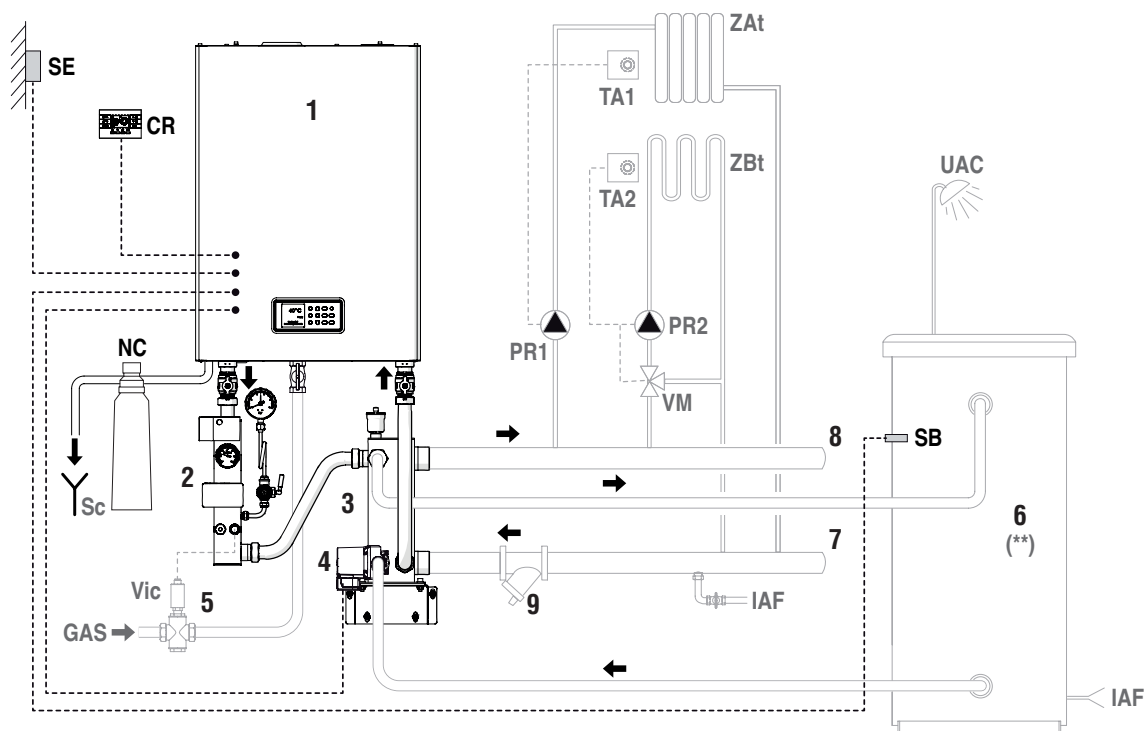 SE
CR
1
ZAt
TA1
ZBt
TA2
UAC
PR1
PR2
VM
NC
2
Sc
8
SB
3
6
(**)
7
4
Vic
5
9
IAF
GAS
IAF